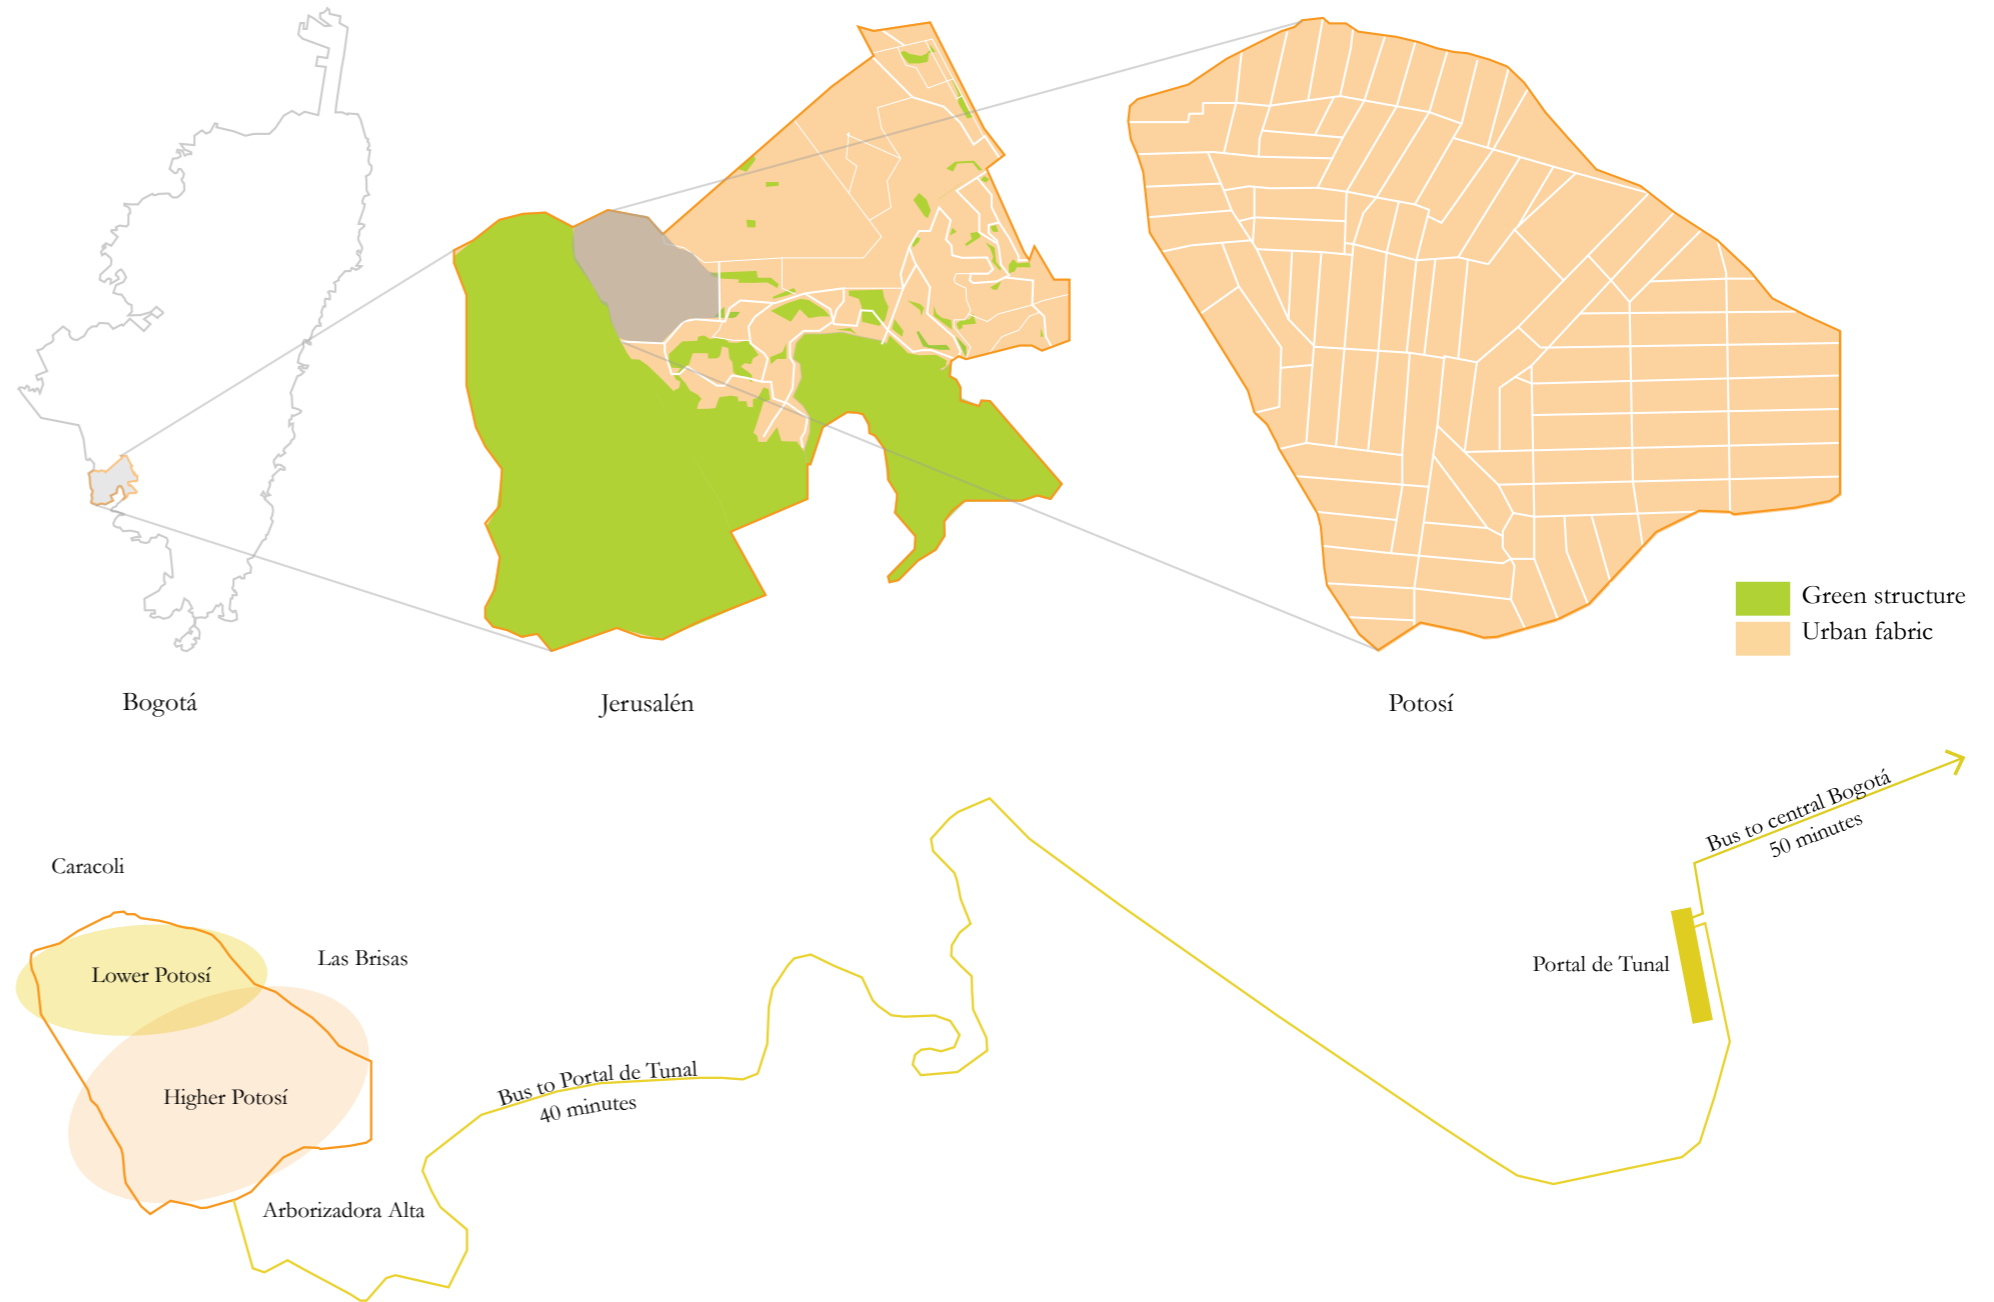 Green structure
Urban fabric
Bogotá
Jerusalén
Potosí
Bus to central Bogotá
50 minutes
Caracoli
Las Brisas
Lower Potosí
Portal de Tunal
Bus to Portal de Tunal
40 minutes
Higher Potosí
Arborizadora Alta